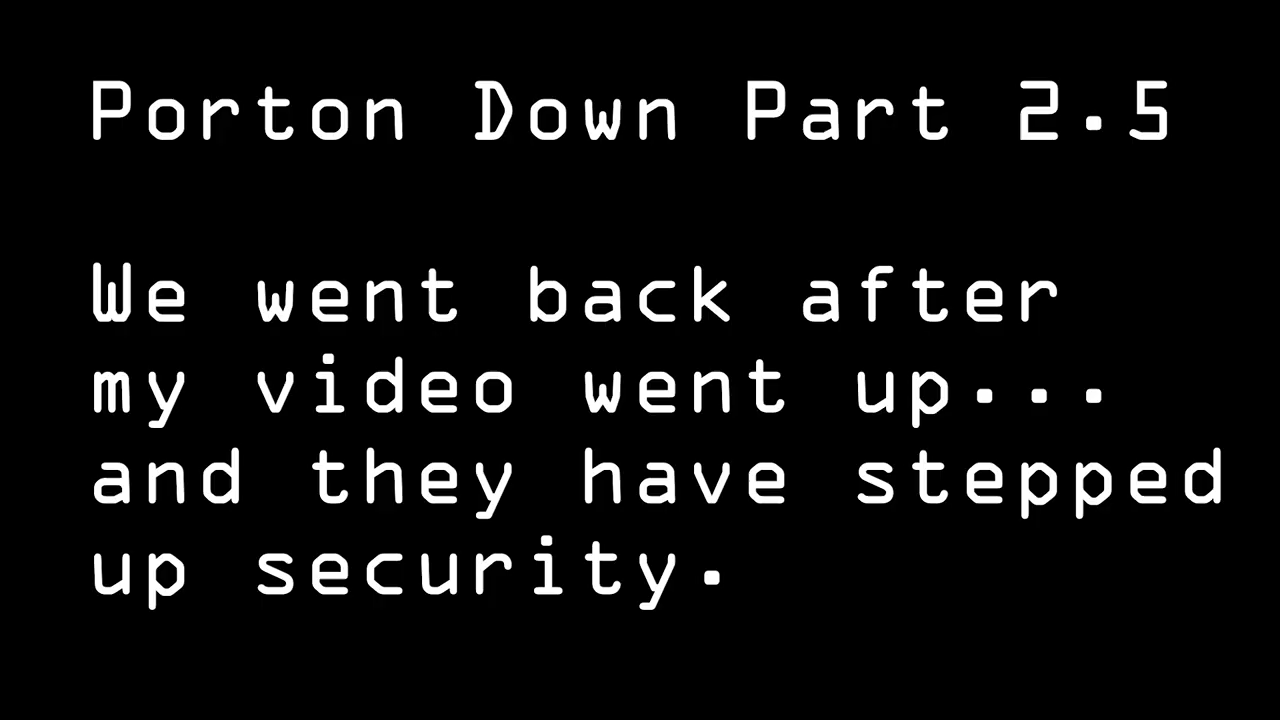 Porton Down Part 2.5
We went back after
my video went up...
and they have stepped
up security.